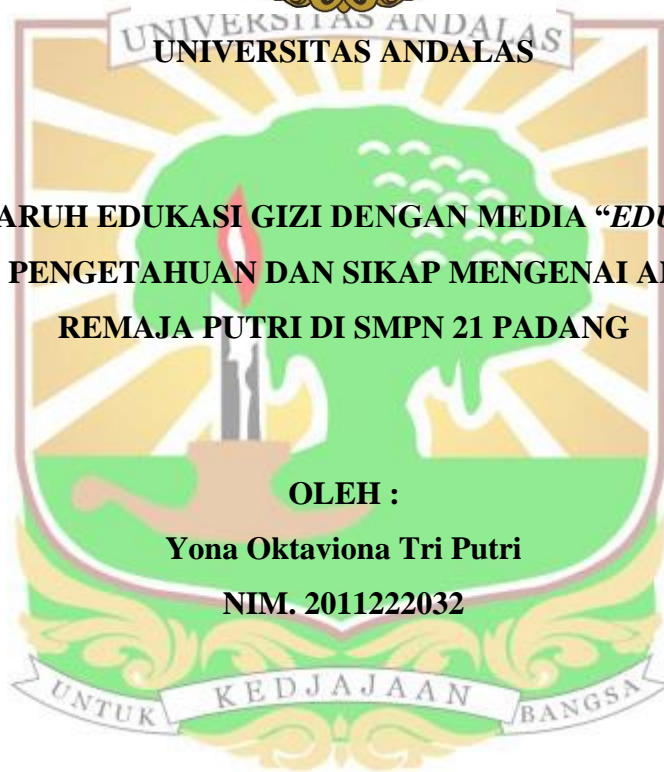 UNIVERSITAS ANDALAS
UNIVERSITAS ANDALAS
ARUH EDUKASI GIZI DENGAN MEDIA “EDU
PENGETAHUAN DAN SIKAP MENGENAI A
REMAJA PUTRI DI SMPN 21 PADANG
OLEH :
Yona Oktaviona Tri Putri
NIM. 2011222032
UNTUK KEDJAJAAN BANGSA